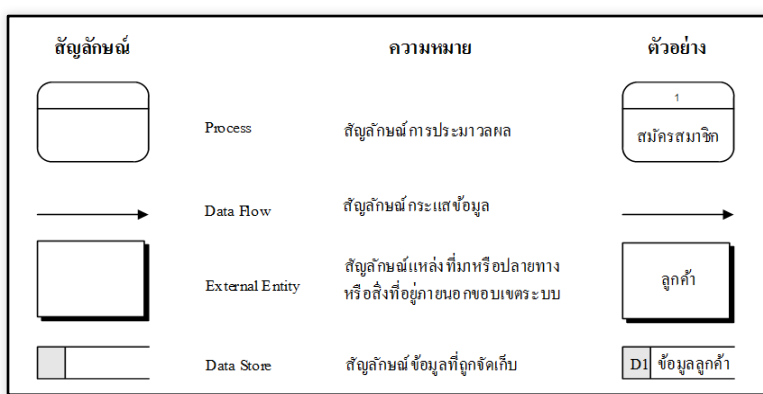 สัญลักษณ์ ความหมาย ตัวอย่าง
1
Process สัญลักษณ์การประมาวลผล สมัครสมาชิก
Data Flow สัญลักษณ์กระแสข้อมูล
สัญลักษณ์แหล่งที่มาหรือปลายทาง
External Entity หรือสิ่งที่อยู่ภายนอกขอบเขตระบบ ลูกค้า
Data Store สัญลักษณ์ข้อมูลที่ถูกจัดเก็บ D1 ข้อมูลลูกค้า